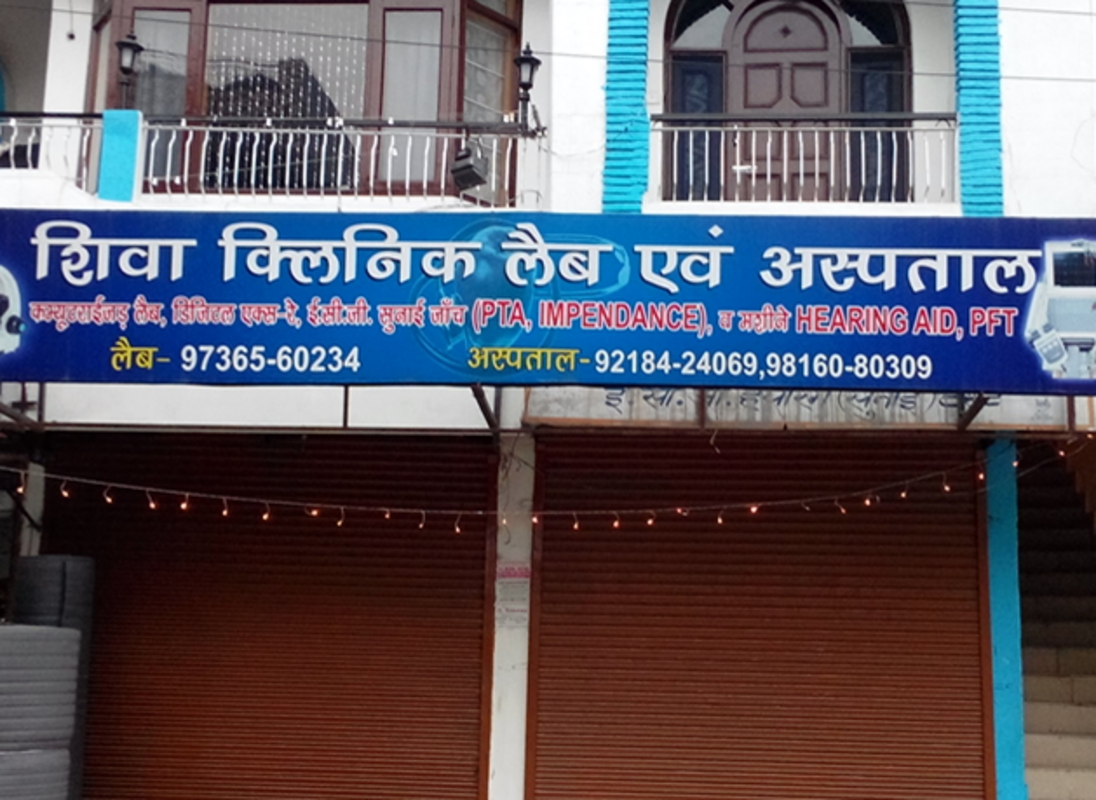 शिवा क्लिनिक लैब एवं अस्पताल
कम्प्यूटराईजड़ लैब, डिजिटल एक्स-रे, ई.सी.जी. सुनाई जाँच (PTA, IMPENDANCE), व मशीने HEARING AID, PFT
लैब- 97365-60234 अस्पताल-92184-24069,98160-80309